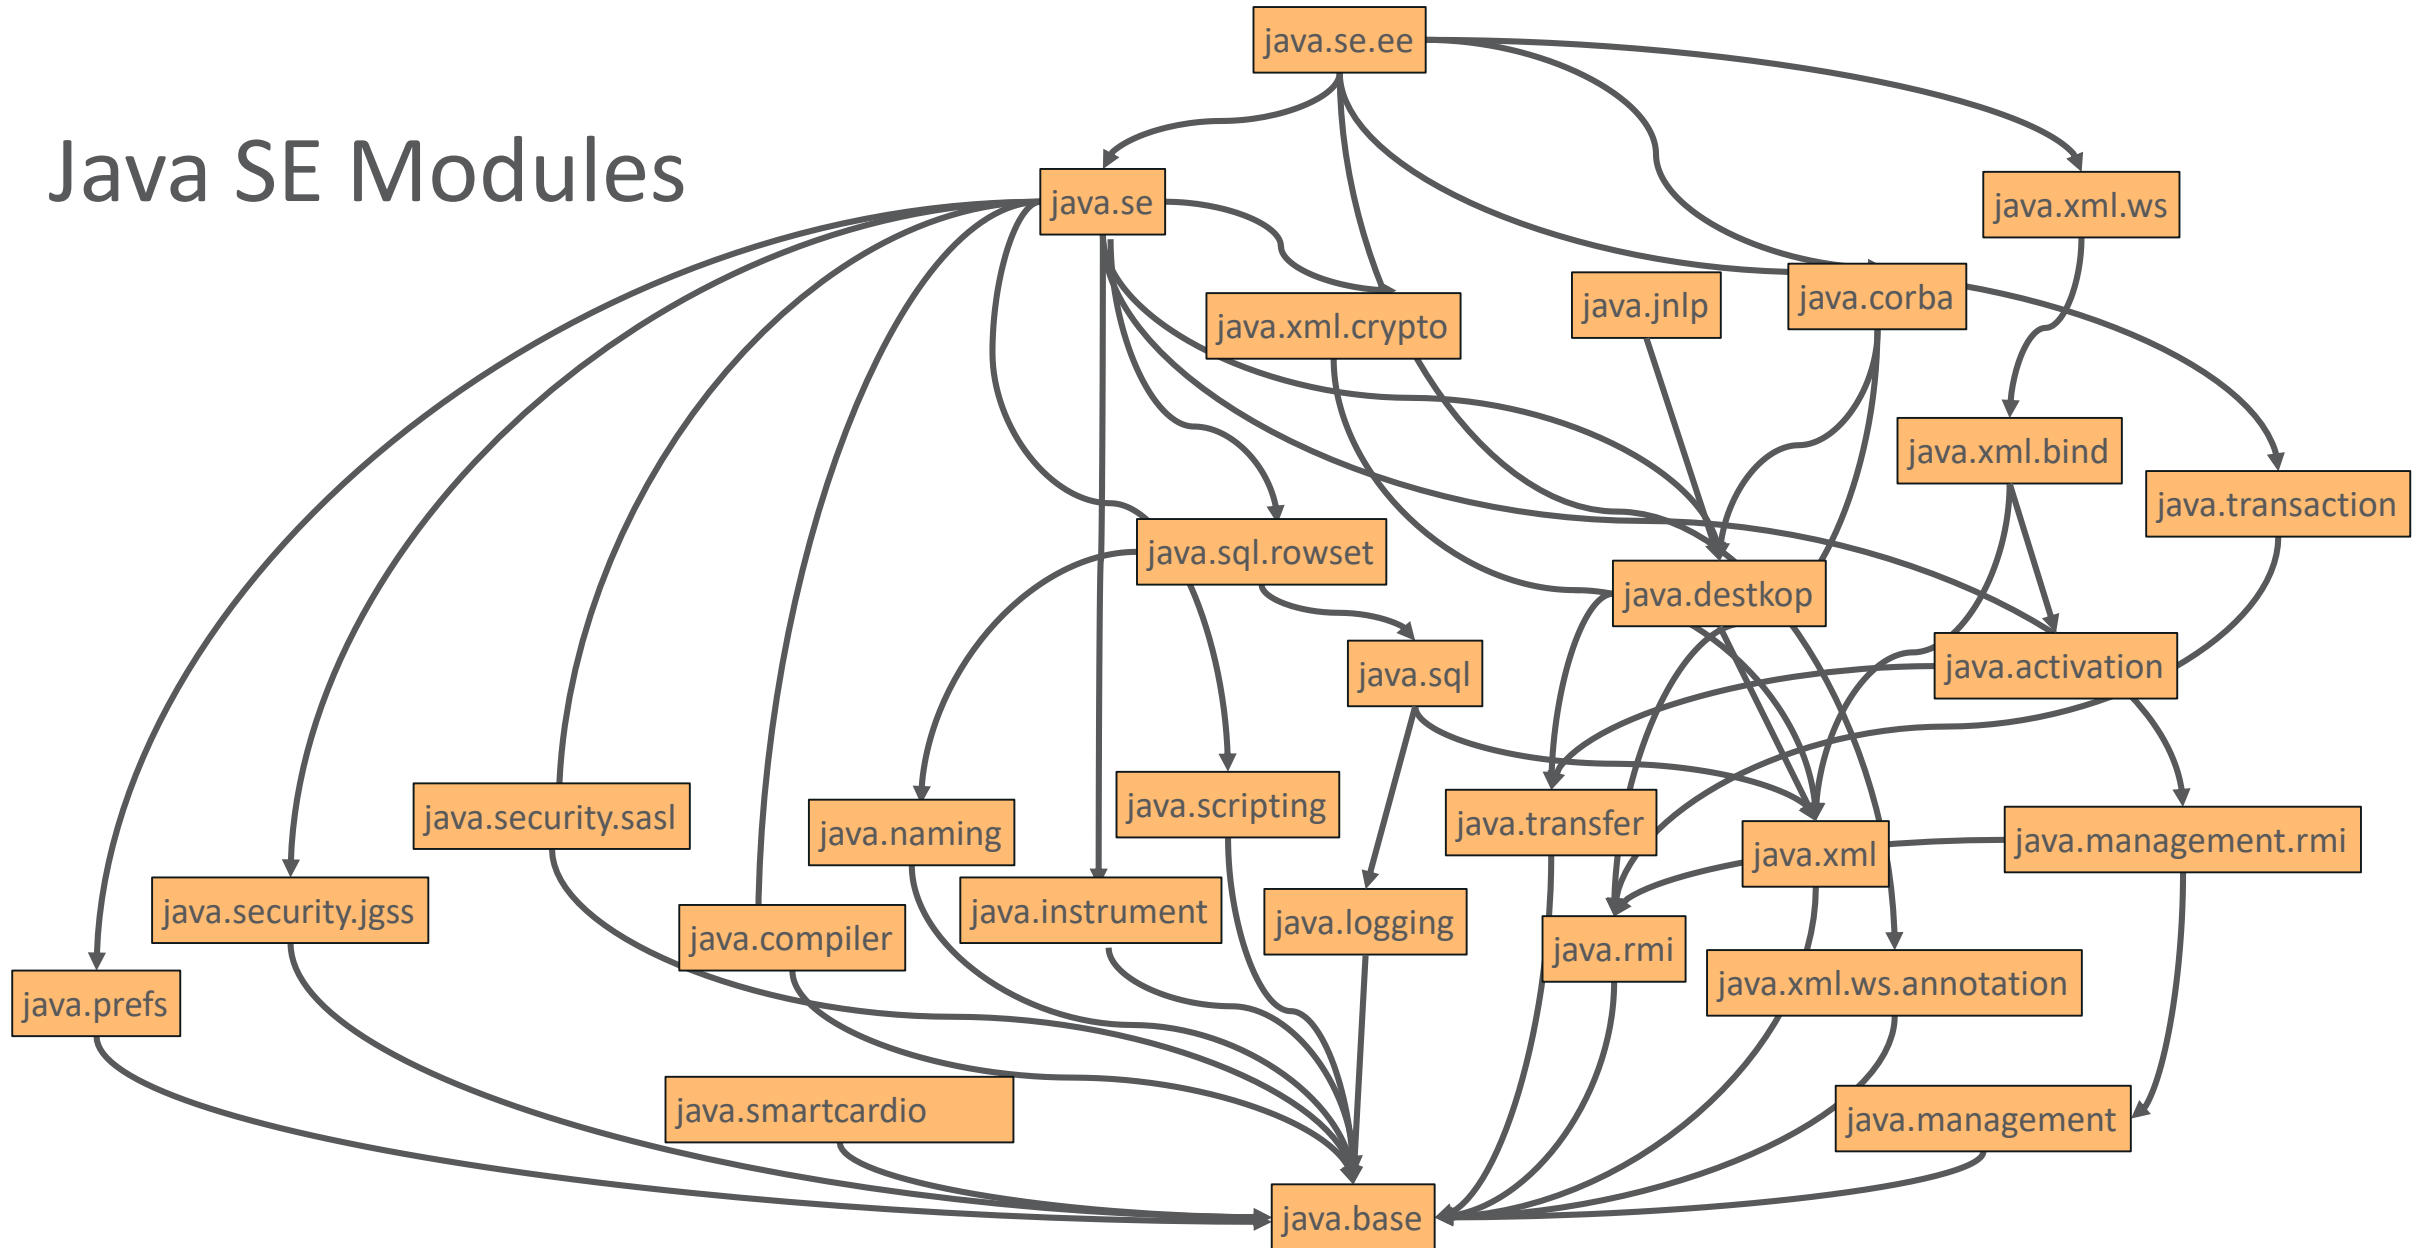 java.se.ee
Java SE Modules
java.se
java.xml.ws
java.corba
java.jnlp
java.xml.crypto
java.xml.bind
java.transaction
java.sql.rowset
java.destkop
java.activation
java.sql
java.security.sasl
java.naming
java.scripting
java.transfer
java.xml
java.management.rmi
java.security.jgss
java.compiler
java.instrument
java.logging
java.rmi
java.xml.ws.annotation
java.prefs
java.smartcardio
java.management
java.base